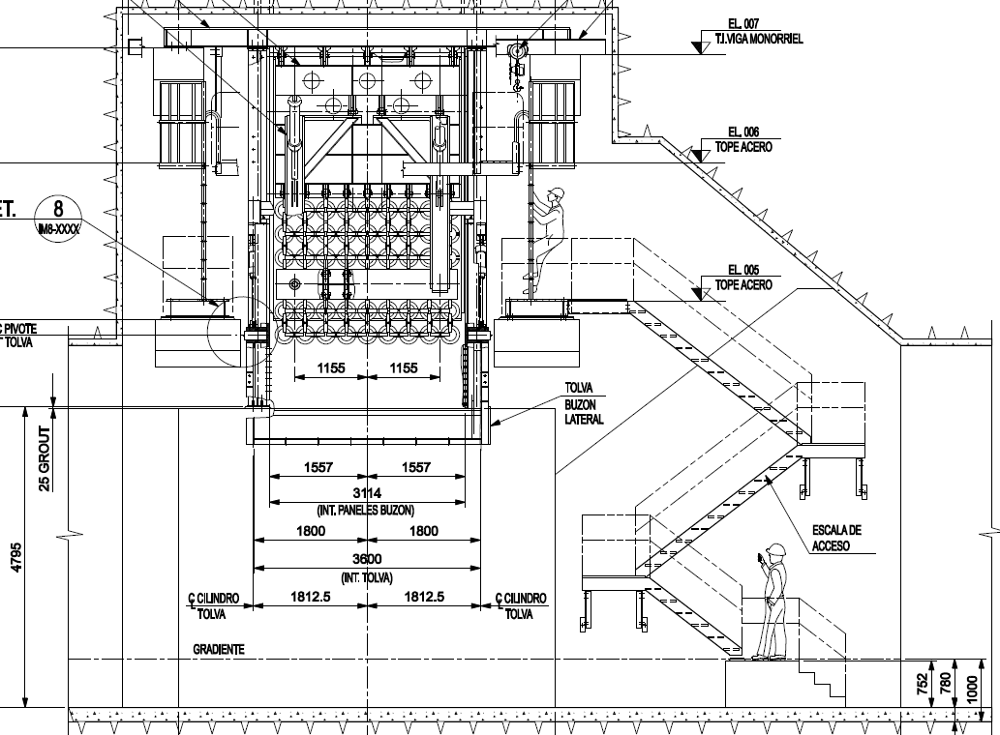 EL. 007
T.I.VIGA MONORRIEL
EL. 006
TOPE ACERO
ET.
8
IM8-XXXX
EL. 005
TOPE ACERO
PIVOTE
TOLVA
1155
1155
TOLVA
BUZON
LATERAL
25 GROUT
1557
1557
3114
(INT. PANELES BUZON)
1800
1800
ESCALA DE
ACCESO
4795
3600
(INT. TOLVA)
CILINDRO
TOLVA
1812.5
1812.5
CILINDRO
TOLVA
GRADIENTE
752
780
1000